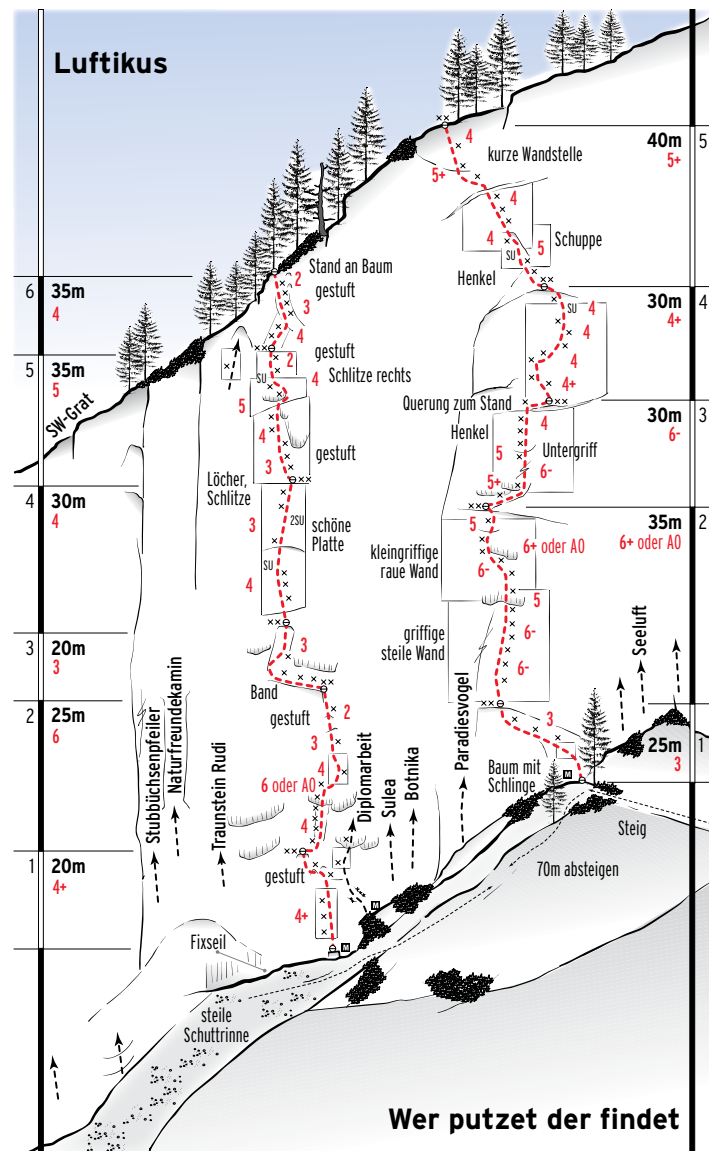 Luftikus
4
40m
5
5+
kurze Wandstelle
5+
4
4
5
Schuppe
SU
Henkel
2
Stand an Baum
gestuft
6
35m
4
3
4
30m
4
4+
SU
4
4
4
4+
gestuft
2
5
35m
5
SU
4
Schlitze rechts
5
SW-Grat
Querung zum Stand
30m
3
6-
4
Henkel
5
Untergriff
6-
5+
4
gestuft
3
Löcher,
Schlitze
4
30m
4
3
2SU
schöne
Platte
SU
4
35m
2
6+ oder A0
5
6+ oder A0
kleingriffige
raue Wand
6-
5
griffige
steile Wand
6-
6-
3
20m
3
3
Band
2
25m
6
gestuft
2
3
4
6 oder A0
4
Stubbüchsenpfeiler
Naturfreundekamin
Traunstein Rudi
Diplomarbeit
Sulea
Botnika
Paradiesvogel
Seeluft
3
25m
1
3
Baum mit
Schlinge
M
Steig
70m absteigen
1
20m
4+
gestuft
4+
M
M
Fixseil
steile
Schuttrinne
Wer putzet der findet